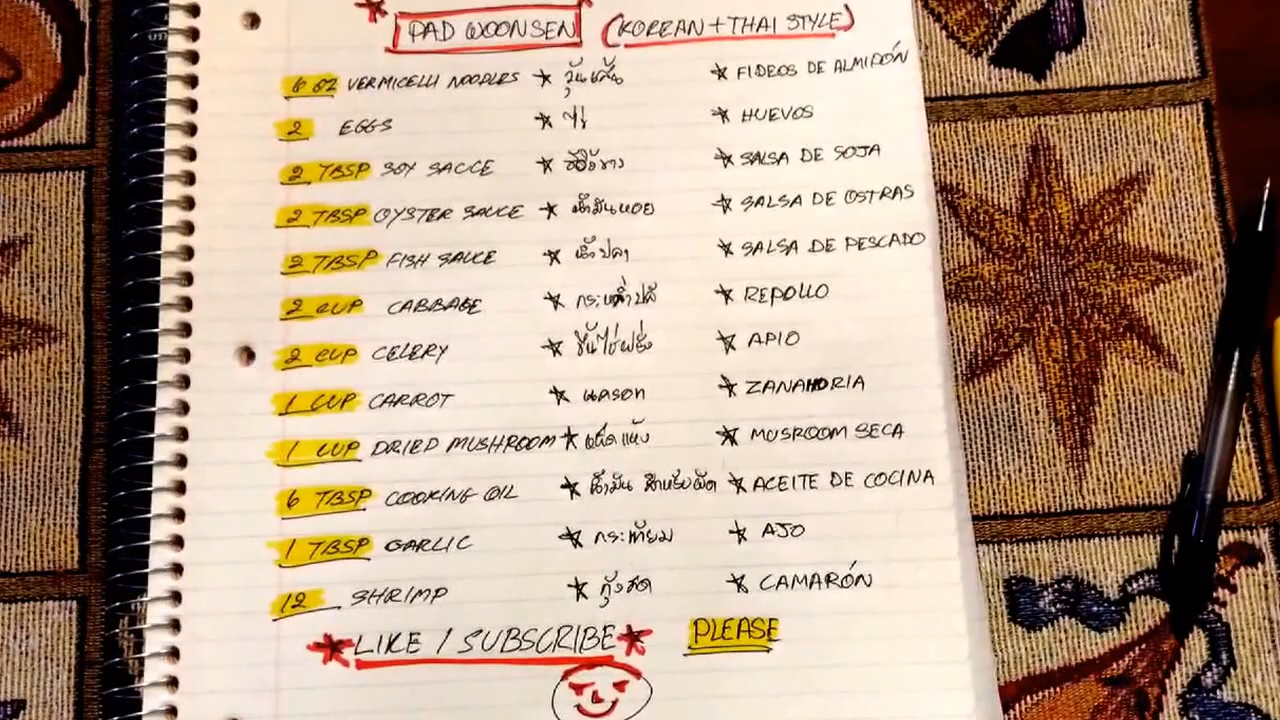 PAD WOONSEN (KOREAN + THAI STYLE)
6 OZ VERMICELLI NOODLES ★ วุ้นเส้น ★ FIDEOS DE ALMIDÓN
2 EGGS ★ ไข่ ★ HUEVOS
2 TBSP SOY SAUCE ★ ซีอิ้วขาว ★ SALSA DE SOJA
2 TBSP OYSTER SAUCE ★ น้ำมันหอย ★ SALSA DE OSTRAS
2 TBSP FISH SAUCE ★ น้ำปลา ★ SALSA DE PESCADO
2 CUP CABBAGE ★ กระหล่ำปลี ★ REPOLLO
2 CUP CELERY ★ ขึ้นไช่ฝรั่ง ★ APIO
1 CUP CARROT ★ แครอท ★ ZANAHORIA
1 CUP DRIED MUSHROOM ★ เห็ดแห้ง ★ MUSROOM SECA
6 TBSP COOKING OIL ★ น้ำมัน สำหรับผัด ★ ACEITE DE COCINA
1 TBSP GARLIC ★ กระเทียม ★ AJO
12 SHRIMP ★ กุ้งสด ★ CAMARÓN
★ LIKE / SUBSCRIBE ★ PLEASE